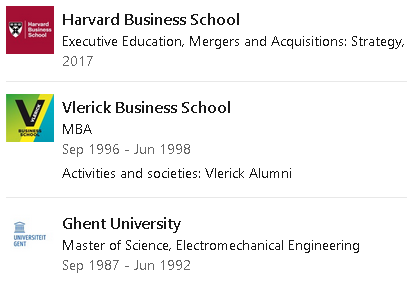 Harvard
Business
School
Harvard Business School
Executive Education, Mergers and Acquisitions: Strategy,
2017
VLERICK
BUSINESS
SCHOOL
Vlerick Business School
MBA
Sep 1996 - Jun 1998
Activities and societies: Vlerick Alumni
UNIVERSITEIT
GENT
Ghent University
Master of Science, Electromechanical Engineering
Sep 1987 - Jun 1992